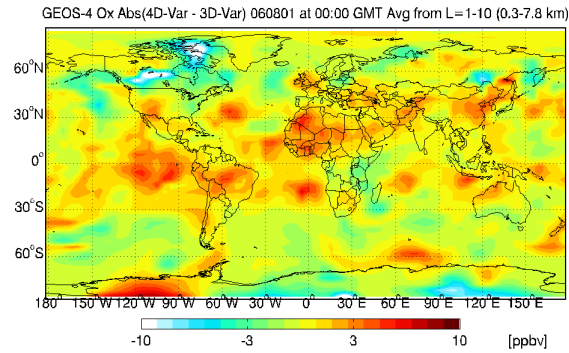 GEOS-4 Ox Abs(4D-Var - 3D-Var) 060801 at 00:00 GMT Avg from L=1-10 (0.3-7.8 km)
60°N
30°N
0°
30°S
60°S
180 150°W 120°W 90°W 60°W 30°W 0° 30°E 60°E 90°E 120°E 150°E
-10 -3 3 10 [ppbv]